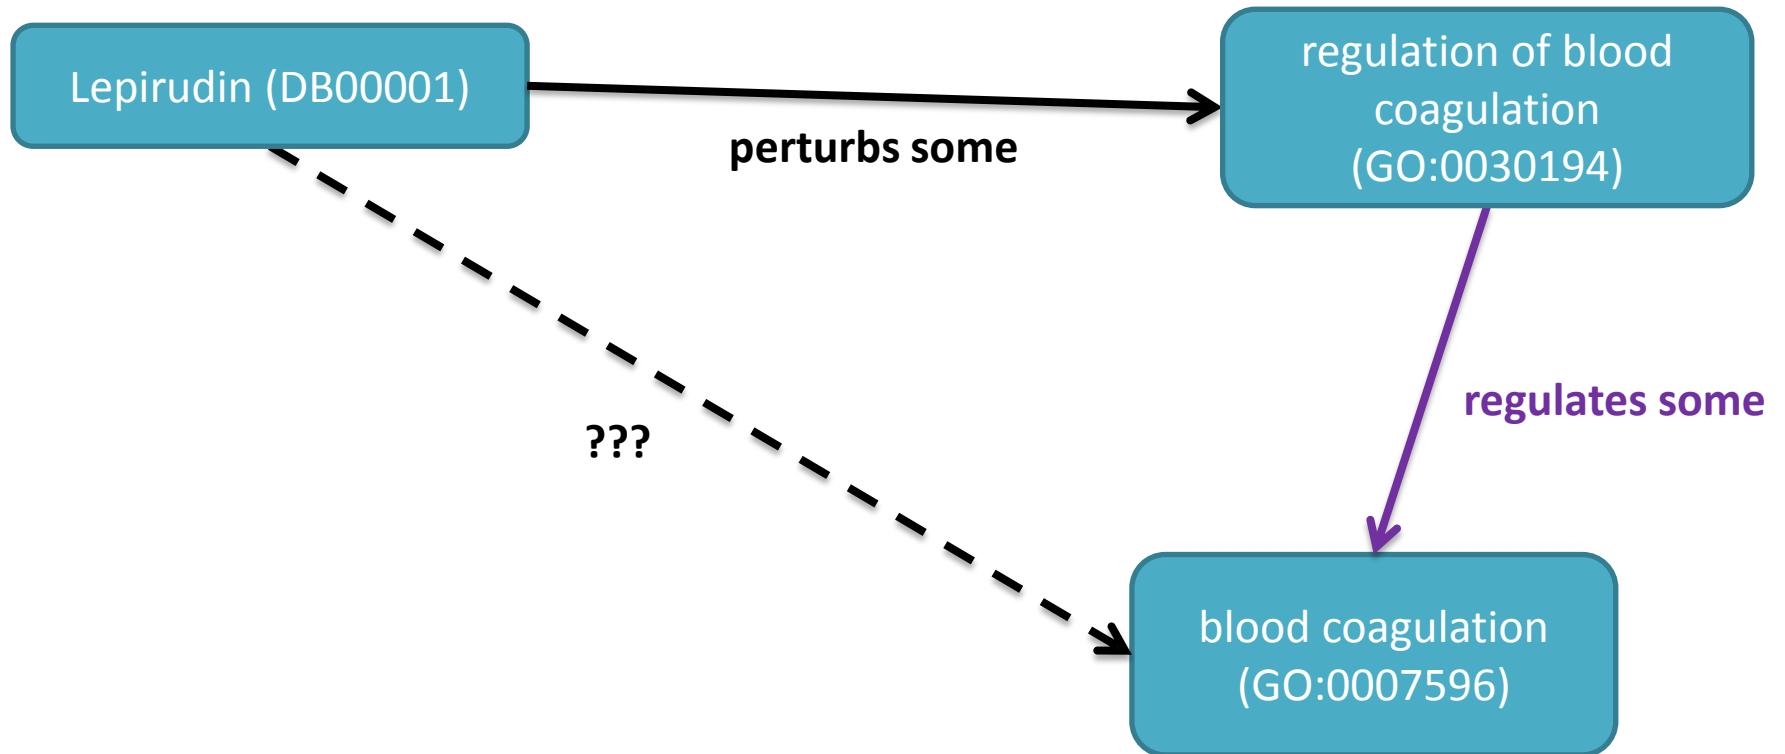 Lepirudin (DB00001)
regulation of blood
coagulation
(GO:0030194)
perturbs some
regulates some
???
blood coagulation
(GO:0007596)